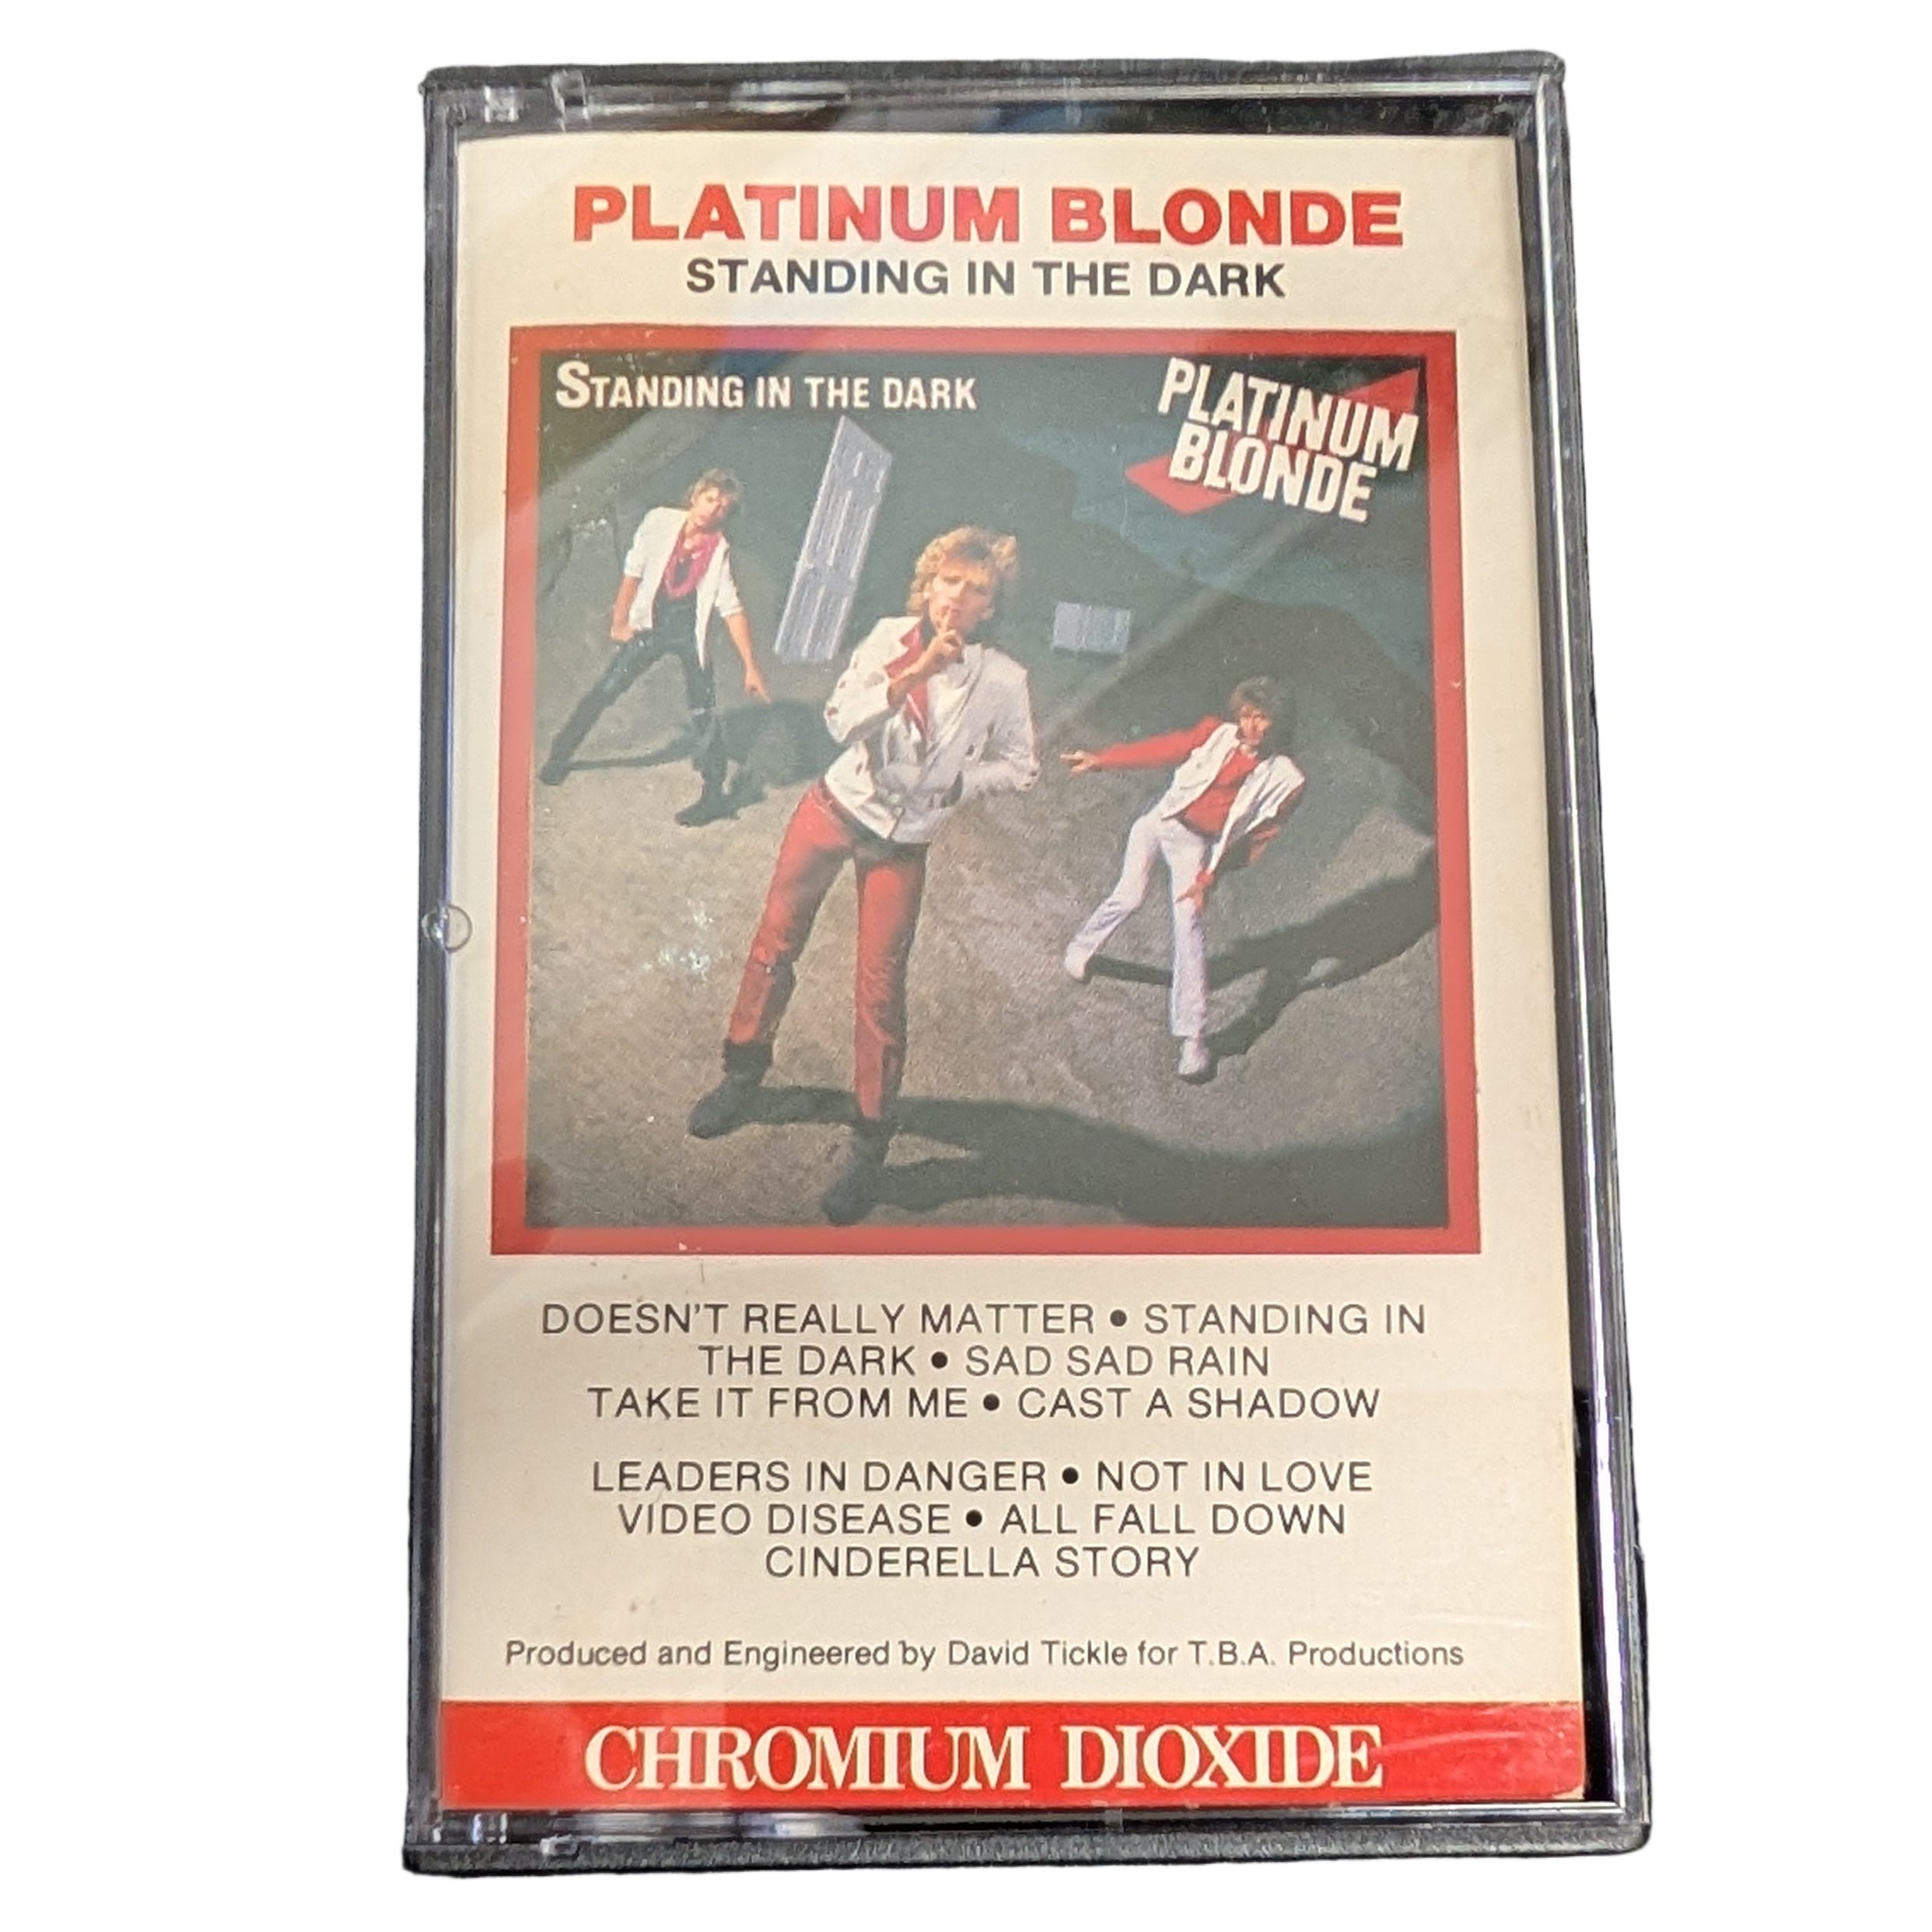 PLATINUM BLONDE
STANDING IN THE DARK
STANDING IN THE DARK
PLATINUM
BLONDE
DOESN'T REALLY MATTER • STANDING IN
THE DARK • SAD SAD RAIN
TAKE IT FROM ME • CAST A SHADOW
LEADERS IN DANGER • NOT IN LOVE
VIDEO DISEASE • ALL FALL DOWN
CINDERELLA STORY
Produced and Engineered by David Tickle for T.B.A. Productions
CHROMIUM DIOXIDE